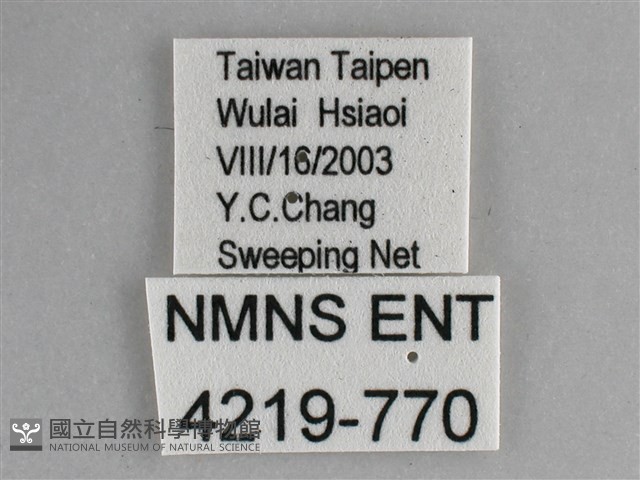 Taiwan Taipen
Wulai Hsiaoi
VIII/16/2003
Y.C.Chang
Sweeping Net
NMNS ENT
4219-770
國立自然科學博物館
NATIONAL MUSEUM OF NATURAL SCIENCE